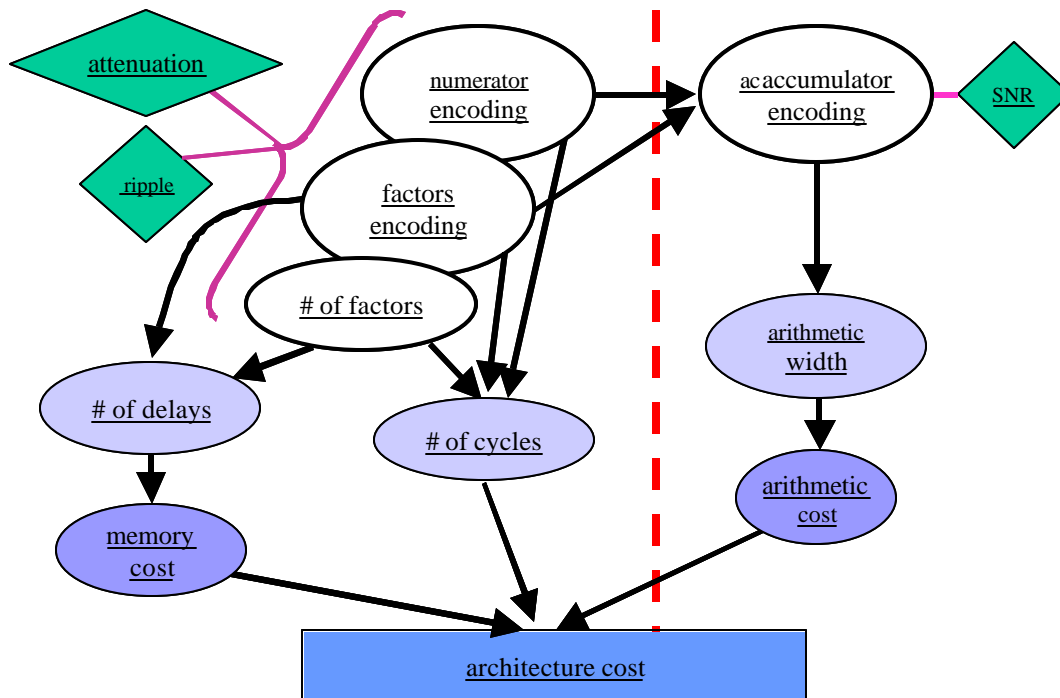 attenuation
numerator
encoding
acaccumulator
encoding
SNR
ripple
factors
encoding
# of factors
arithmetic
width
# of delays
# of cycles
arithmetic
cost
memory
cost
architecture cost